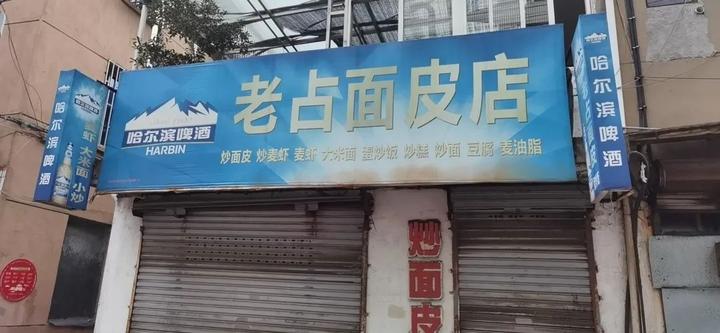 老占面皮店
哈尔滨啤酒
HARBIN
炒面皮 炒麦虾 麦虾 大米面 蛋炒饭 炒糕 炒面 豆腐 麦油脂
哈尔滨啤酒
虾 大米面 小炒
哈尔滨啤酒
炒面皮